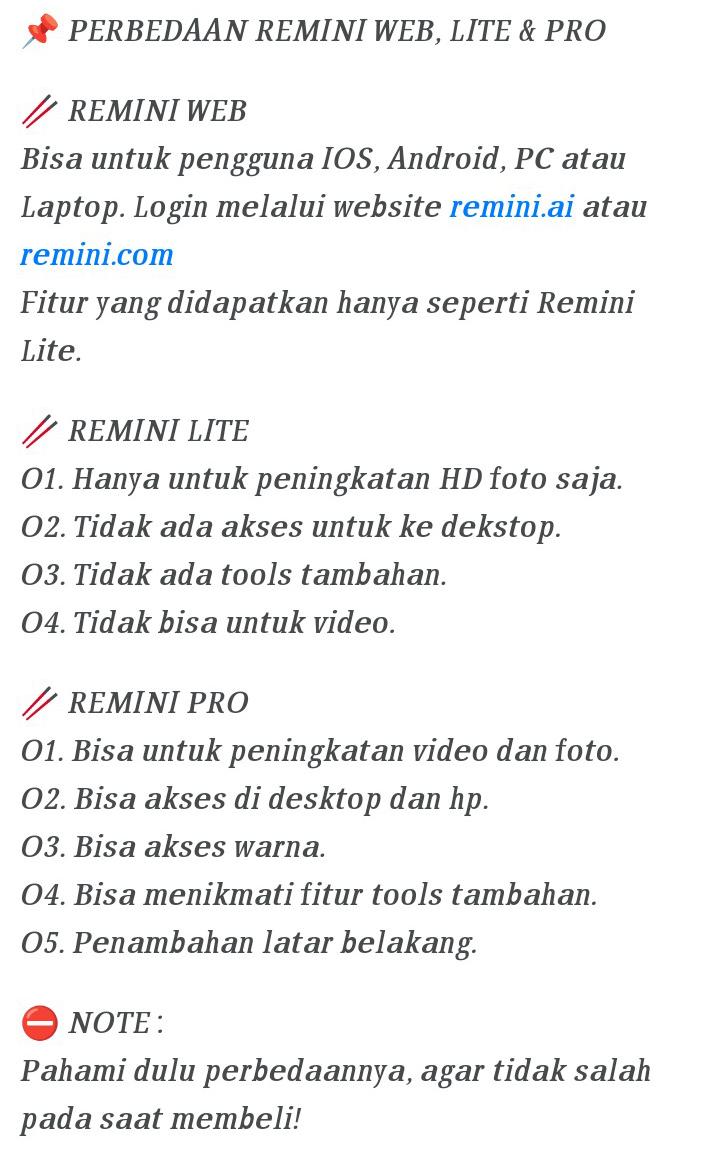 📌 PERBEDAAN REMINI WEB, LITE & PRO
🥢 REMINI WEB
Bisa untuk pengguna IOS, Android, PC atau
Laptop. Login melalui website remini.ai atau
remini.com
Fitur yang didapatkan hanya seperti Remini
Lite.
🥢 REMINI LITE
O1. Hanya untuk peningkatan HD foto saja.
O2. Tidak ada akses untuk ke dekstop.
O3. Tidak ada tools tambahan.
O4. Tidak bisa untuk video.
🥢 REMINI PRO
O1. Bisa untuk peningkatan video dan foto.
O2. Bisa akses di desktop dan hp.
O3. Bisa akses warna.
O4. Bisa menikmati fitur tools tambahan.
O5. Penambahan latar belakang.
⛔ NOTE :
Pahami dulu perbedaannya, agar tidak salah
pada saat membeli!